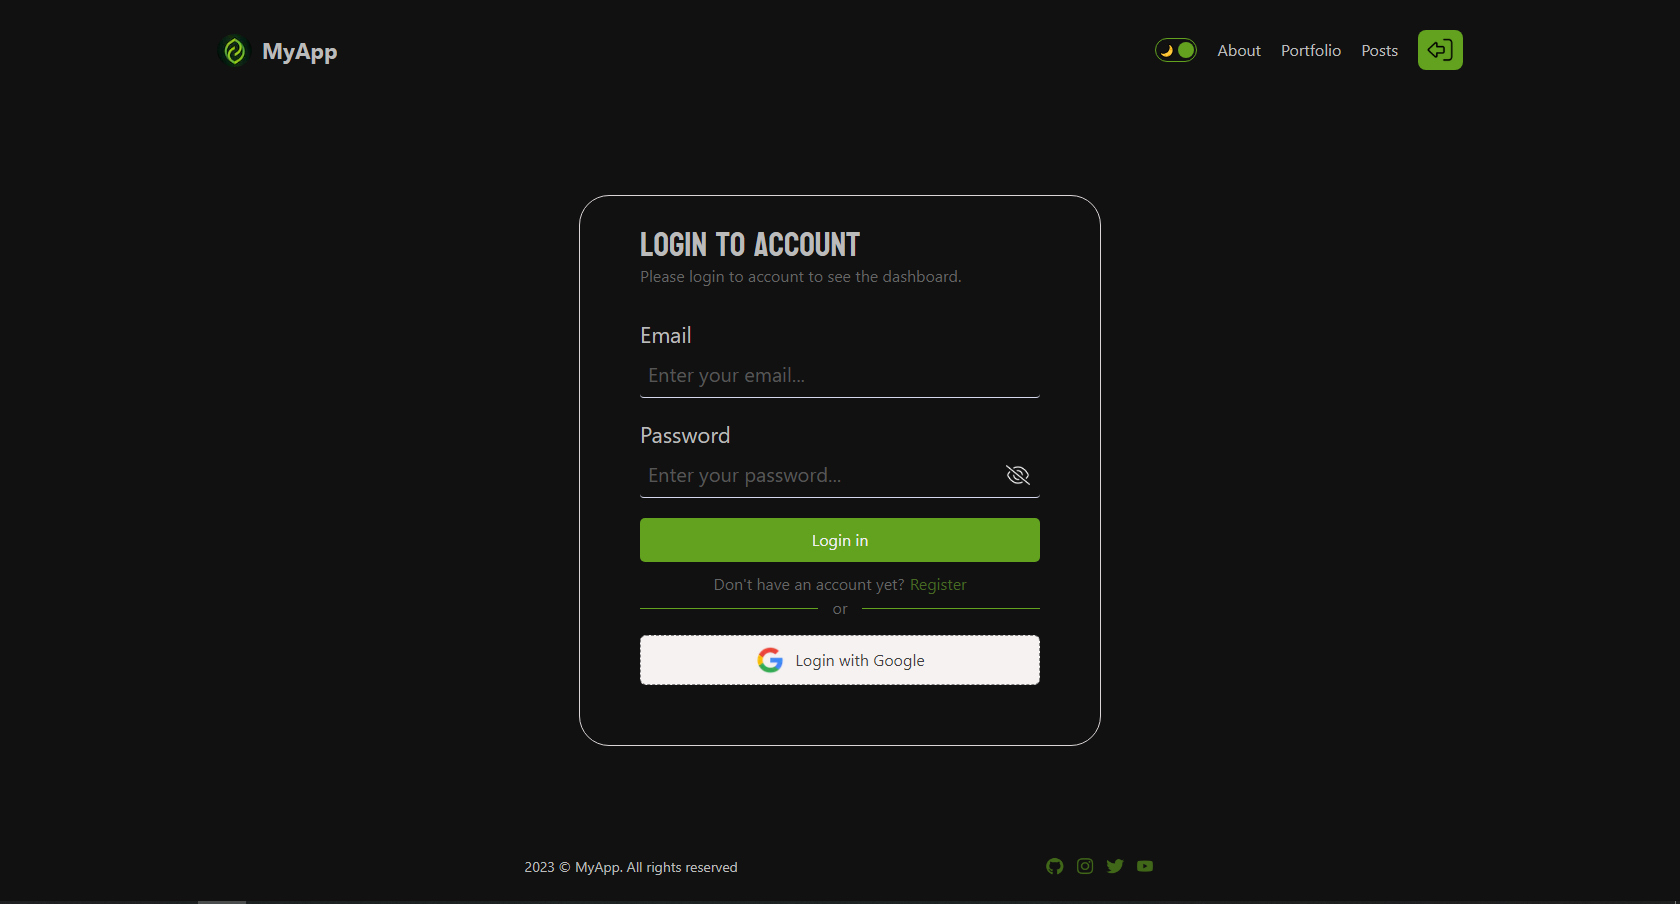 MyApp
About Portfolio Posts
LOGIN TO ACCOUNT
Please login to account to see the dashboard.
Email
Enter your email...
Password
Enter your password...
Login in
Don't have an account yet? Register
or
Login with Google
2023 © MyApp. All rights reserved